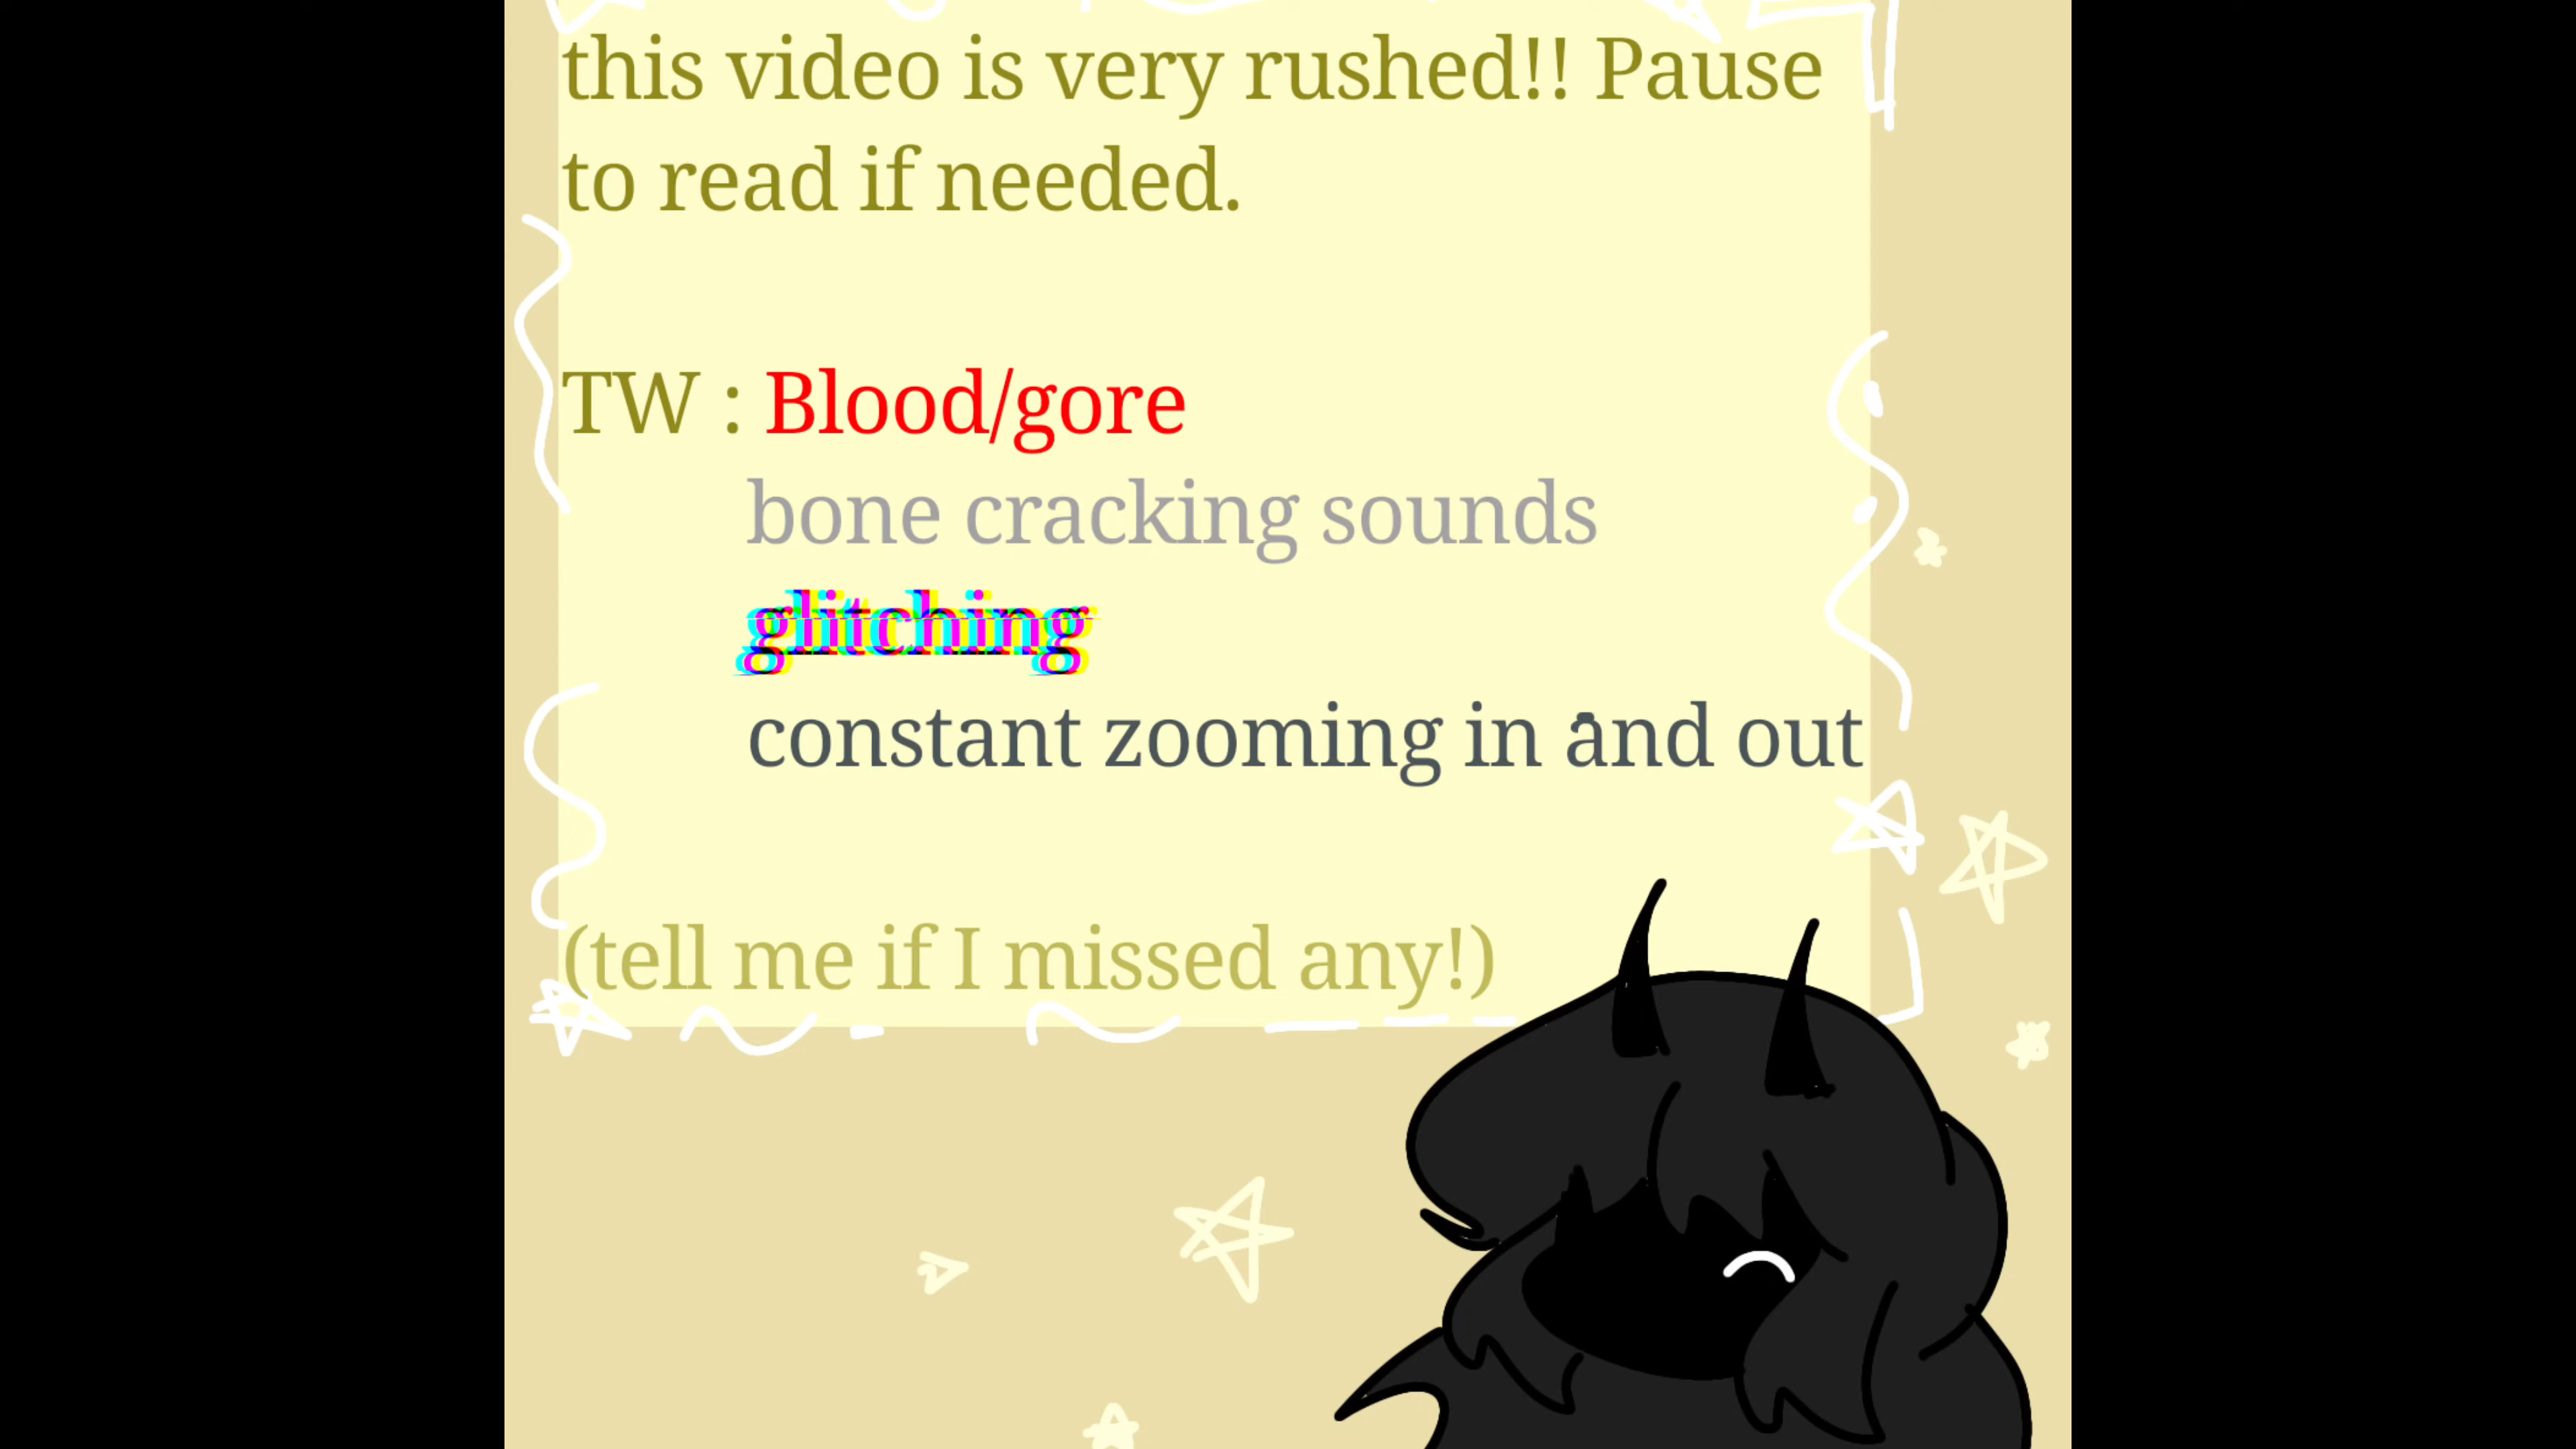 this video is very rushed!! Pause
to read if needed.
TW : Blood/gore
bone cracking sounds
glitching
constant zooming in and out
(tell me if I missed any!)